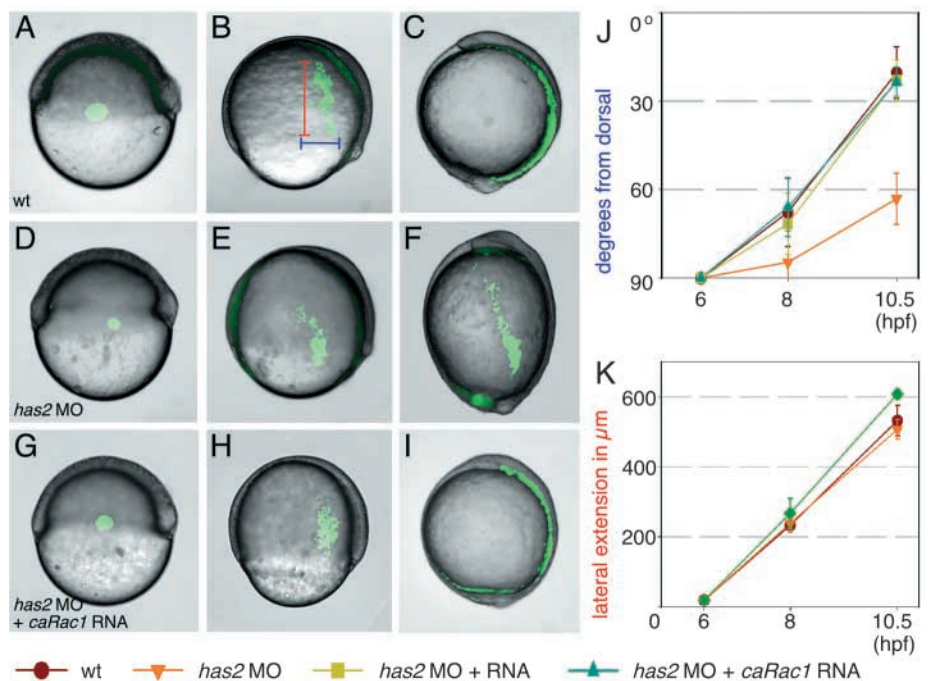 A
B
C
wt
D
E
F
has2 MO
G
H
I
has2 MO
+ caRac1 RNA
J
degrees from dorsal
0°
30
60
90
6
8
10.5
(hpf)
K
lateral extension in µm
600
400
200
0
6
8
10.5
(hpf)
wt
has2 MO
has2 MO + RNA
has2 MO + caRac1 RNA